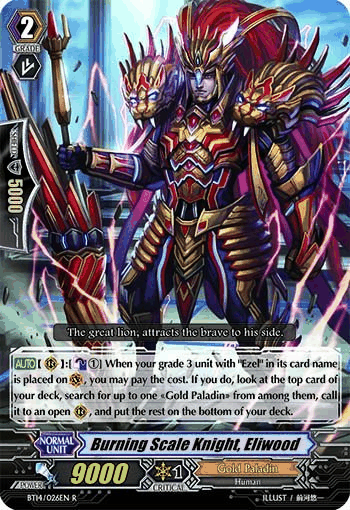 2
GRADE
SHIELD
5000
The great lion, attracts the brave to his side.
AUTO [ 1]:[ ①] When your grade 3 unit with "Ezel" in its card name
is placed on , you may pay the cost. If you do, look at the top card of
your deck, search for up to one «Gold Paladin» from among them, call
it to an open , and put the rest on the bottom of your deck.
NORMAL
UNIT
Burning Scale Knight, Eliwood
POWER
9000
1
CRITICAL
Gold Paladin
Human
BT14/026EN R
ILLUST / 前河悠一